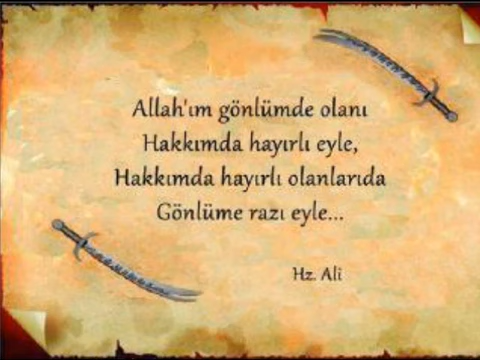 Allah'ım gönlümde olanı
Hakkımda hayırlı eyle,
Hakkımda hayırlı olanlarıda
Gönlüme razı eyle...
Hz. Ali